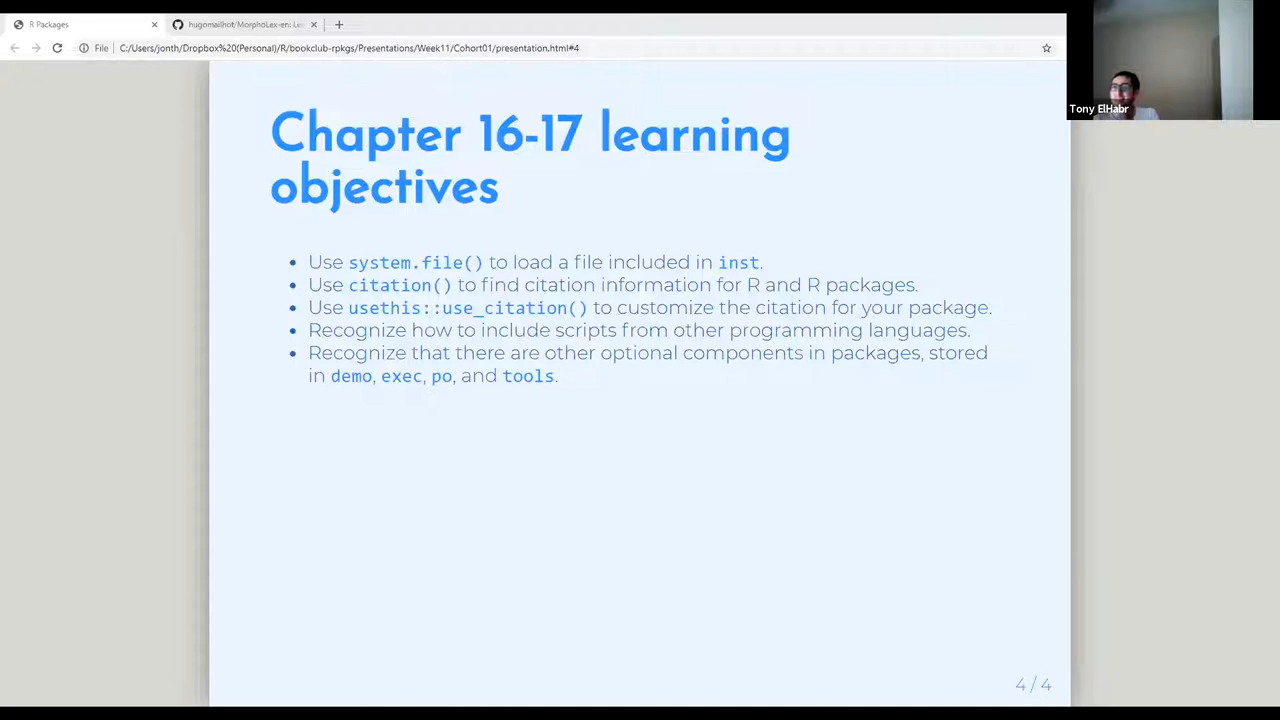 R Packages
hugomailhot/MorphoLex-en: Le
File
C:/Users/jonth/Dropbox%20(Personal)/R/bookclub-rpkgs/Presentations/Week11/Cohort01/presentation.html#4
Tony ElHabr
Chapter 16-17 learning
objectives
• Use system.file() to load a file included in inst.
• Use citation() to find citation information for R and R packages.
• Use usethis::use_citation() to customize the citation for your package.
• Recognize how to include scripts from other programming languages.
• Recognize that there are other optional components in packages, stored
in demo, exec, po, and tools.
4 / 4